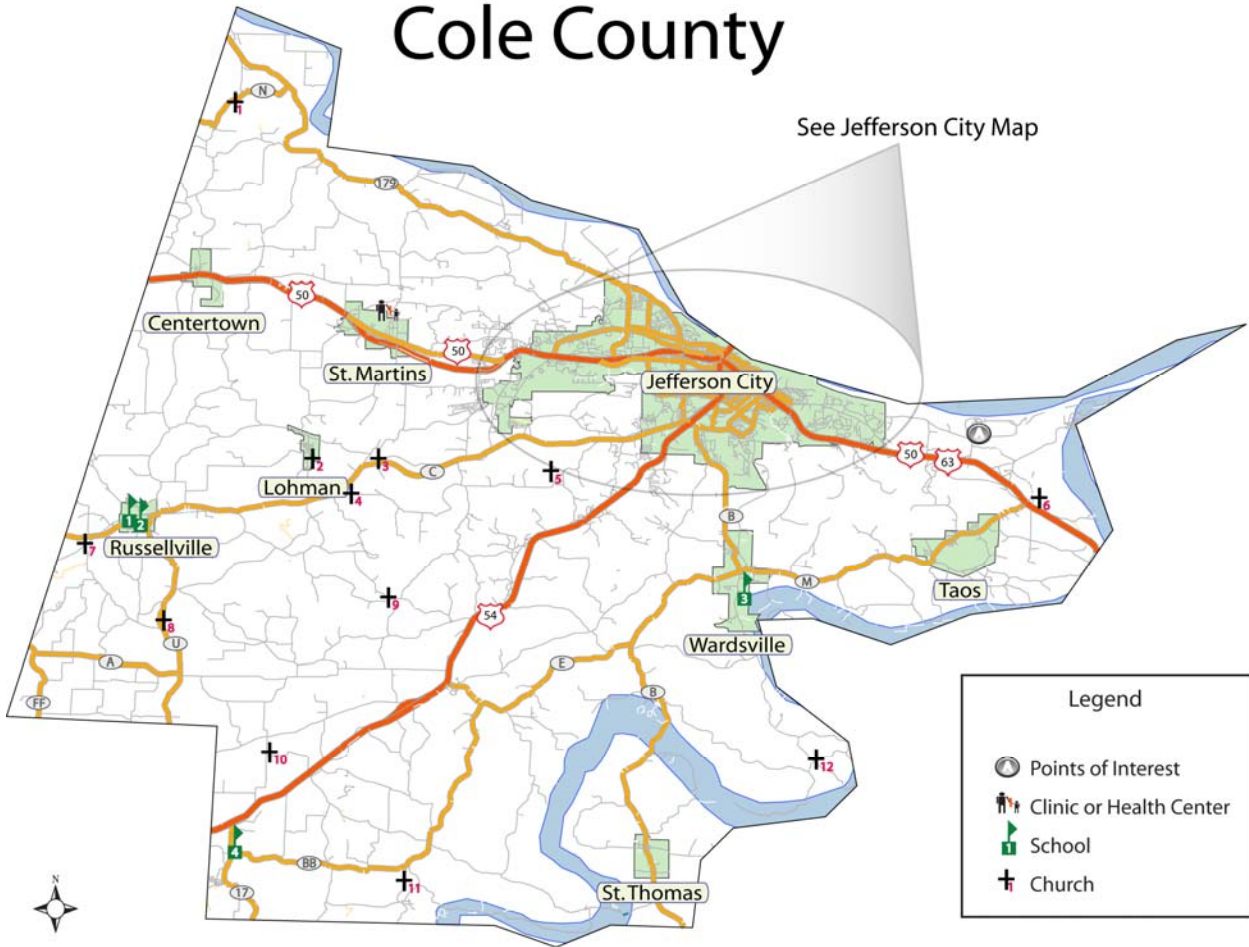 Cole County
See Jefferson City Map
1
N
179
50
Centertown
50
St. Martins
Jefferson City
50
63
2
3
C
5
Lohman
4
6
1
2
7
Russellville
B
M
Taos
3
9
54
Wardsville
8
U
A
E
FF
B
10
12
4
BB
11
17
St. Thomas
N
Legend
Points of Interest
Clinic or Health Center
1 School
1 Church